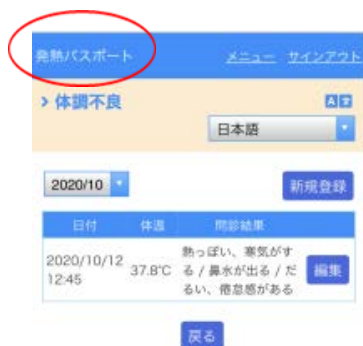 発熱パスポート メニュー サインアウト
> 体調不良
日本語
2020/10 新規登録
日付 体温 問診結果
2020/10/12 12:45 37.8℃ 熱っぽい、寒気がする / 鼻水が出る / だるい、倦怠感がある 編集
戻る